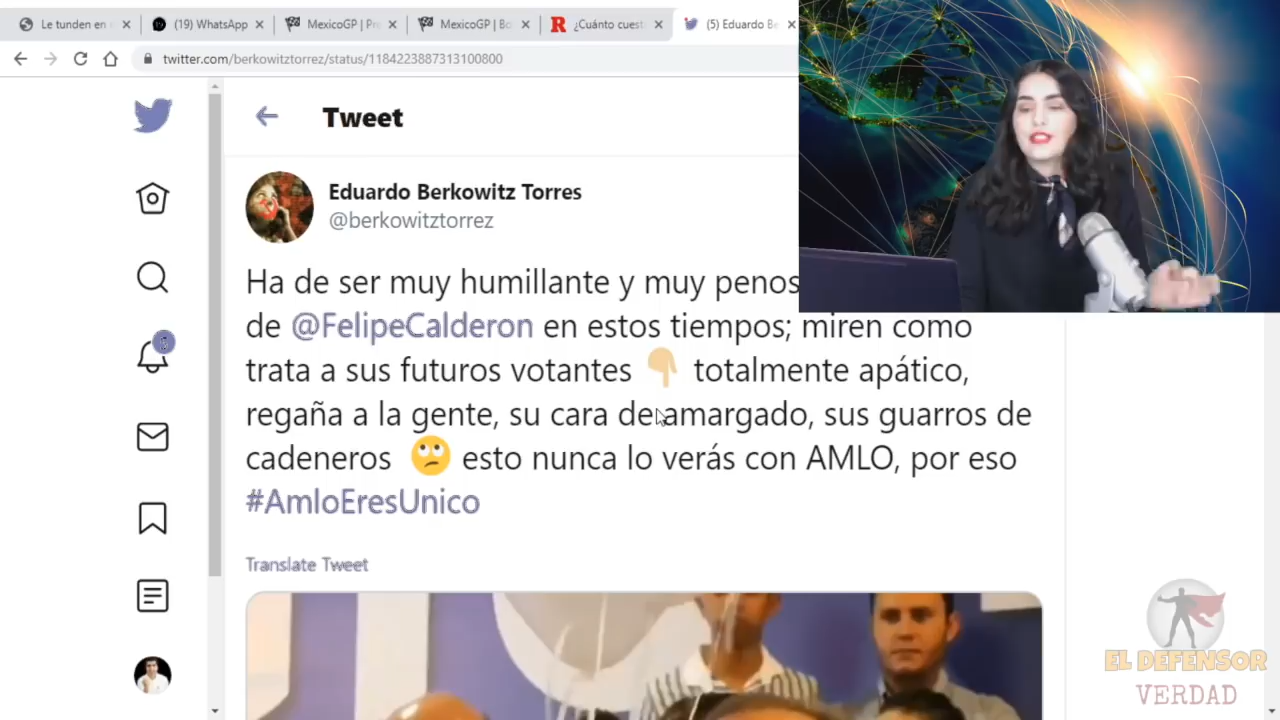 Le tunden en
(19) WhatsApp
MexicoGP | Pr
MexicoGP | Bo
¿Cuánto cuest
(5) Eduardo Be
twitter.com/berkowitztorrez/status/1184223887313100800
Tweet
Eduardo Berkowitz Torres
@berkowitztorrez
Ha de ser muy humillante y muy penos
de @FelipeCalderon en estos tiempos; miren como
trata a sus futuros votantes 👇 totalmente apático,
regaña a la gente, su cara de amargado, sus guarros de
cadeneros 🙄 esto nunca lo verás con AMLO, por eso
#AmloEresUnico
Translate Tweet
EL DEFENSOR
VERDAD